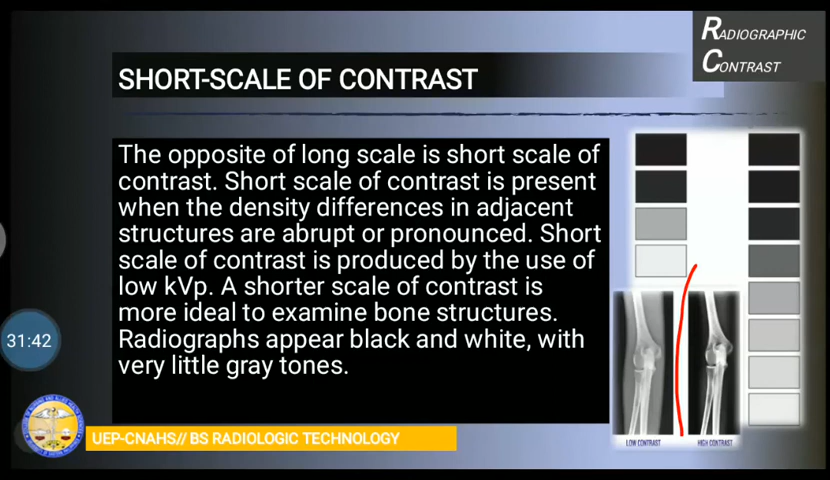 RADIOGRAPHIC
CONTRAST
SHORT-SCALE OF CONTRAST
The opposite of long scale is short scale of
contrast. Short scale of contrast is present
when the density differences in adjacent
structures are abrupt or pronounced. Short
scale of contrast is produced by the use of
low kVp. A shorter scale of contrast is
more ideal to examine bone structures.
Radiographs appear black and white, with
very little gray tones.
31:42
LOW CONTRAST
HIGH CONTRAST
UEP-CNAHS// BS RADIOLOGIC TECHNOLOGY